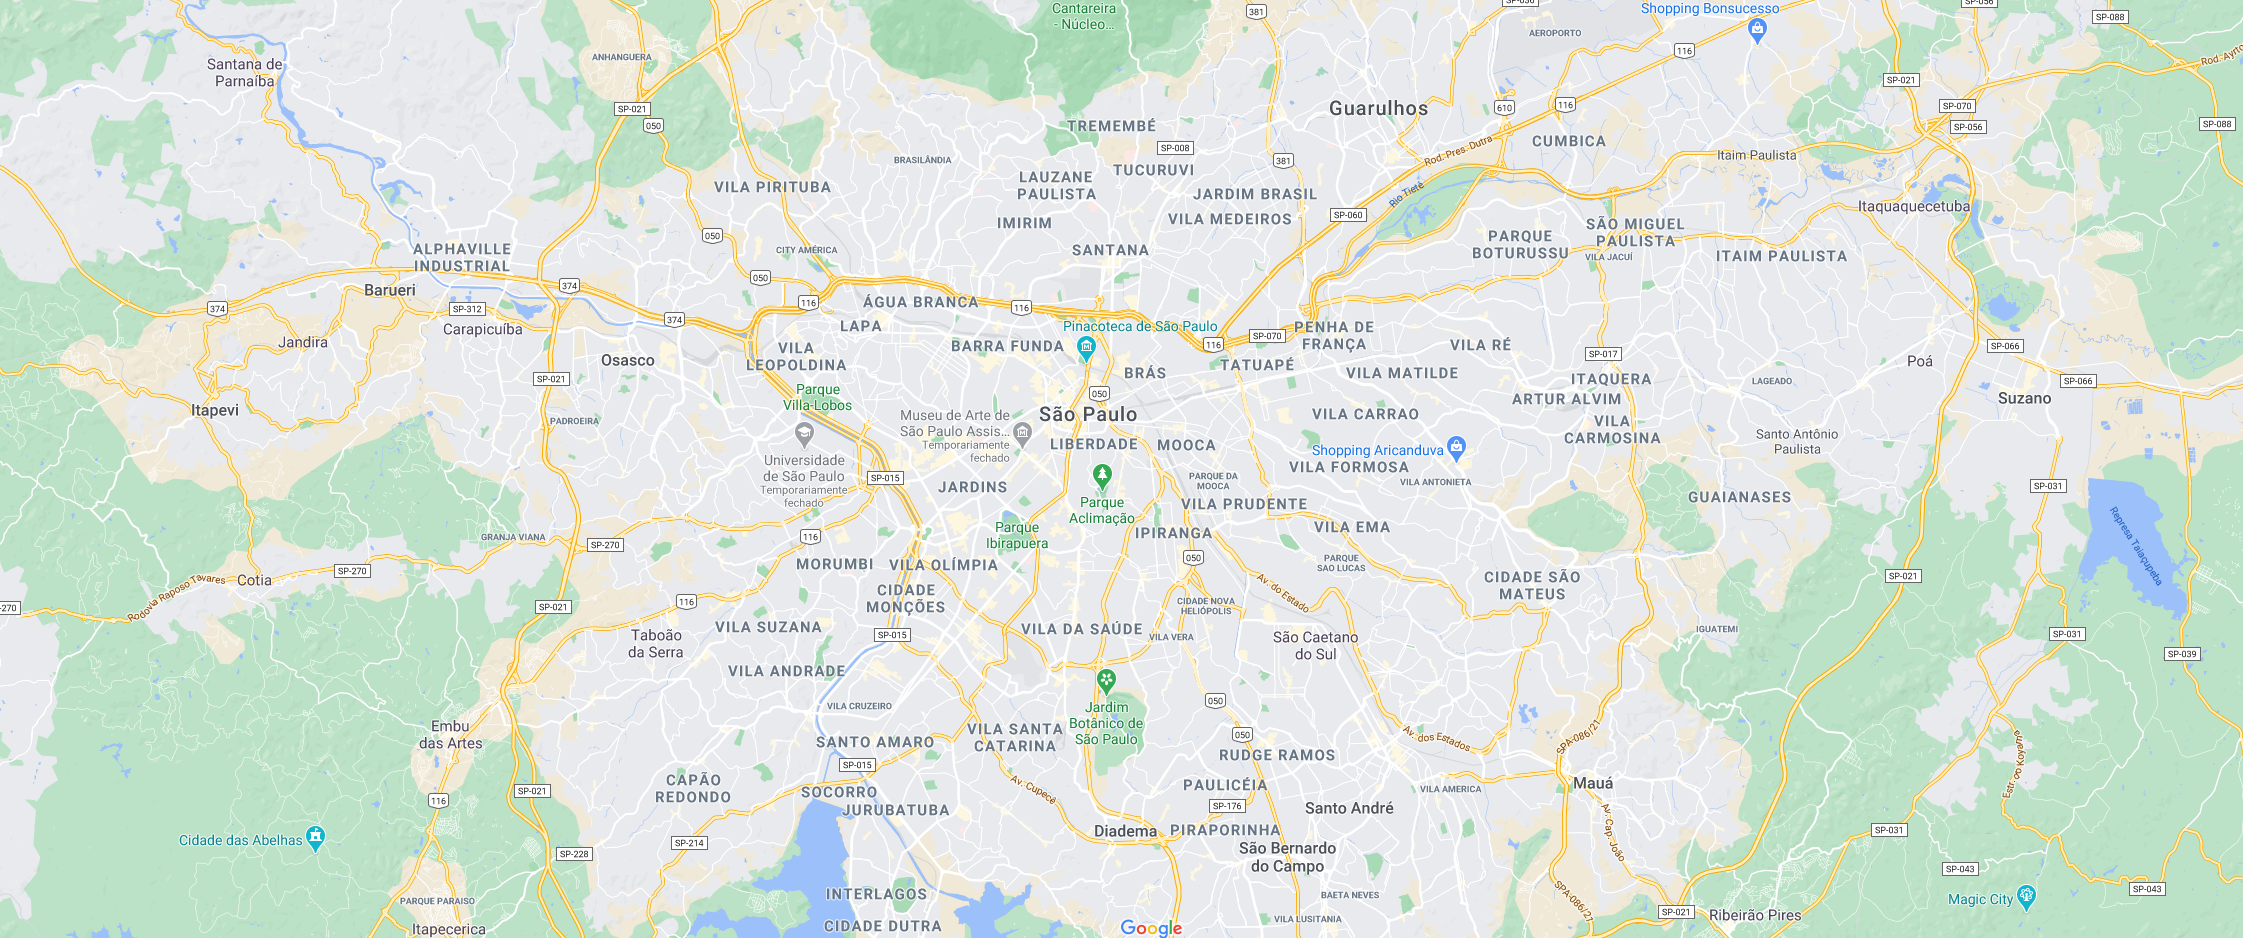 Cantareira
- Núcleo...
381
SP-036
Shopping Bonsucesso
SP-056
SP-088
AEROPORTO
116
Santana de
Parnaíba
ANHANGUERA
Rod. Ayrto
SP-021
SP-021
Guarulhos
610
116
SP-070
050
TREMEMBÉ
SP-056
SP-088
CUMBICA
SP-008
Rod. Pres. Dutra
Itaim Paulista
BRASILÂNDIA
381
TUCURUVI
LAUZANE
PAULISTA
VILA PIRITUBA
JARDIM BRASIL
Rio Tietê
Itaquaquecetuba
IMIRIM
VILA MEDEIROS
SP-060
SÃO MIGUEL
PAULISTA
050
PARQUE
BOTURUSSU
ALPHAVILLE
INDUSTRIAL
CITY AMÉRICA
SANTANA
VILA JACUÍ
ITAIM PAULISTA
050
374
Barueri
116
ÁGUA BRANCA
116
374
SP-312
374
Carapicuíba
LAPA
Pinacoteca de São Paulo
PENHA DE
FRANÇA
SP-070
Jandira
BARRA FUNDA
116
VILA RÉ
SP-066
VILA
LEOPOLDINA
SP-017
Osasco
TATUAPÉ
Poá
BRÁS
VILA MATILDE
SP-021
ITAQUERA
LAGEADO
SP-066
Parque
Villa-Lobos
050
ARTUR ALVIM
Suzano
Itapevi
Museu de Arte de
São Paulo Assis...
Temporariamente
fechado
São Paulo
VILA CARRAO
PADROEIRA
VILA
CARMOSINA
Santo Antônio
Paulista
LIBERDADE
MOOCA
Shopping Aricanduva
Universidade
de São Paulo
Temporariamente
fechado
VILA FORMOSA
SP-015
PARQUE DA
MOOCA
VILA ANTONIETA
SP-031
JARDINS
GUAIANASES
Parque
Aclimação
VILA PRUDENTE
Parque
Ibirapuera
VILA EMA
GRANJA VIANA
116
IPIRANGA
SP-270
Represa Taiaçupeba
050
PARQUE
SAO LUCAS
MORUMBI
VILA OLÍMPIA
SP-270
Cotia
CIDADE SÃO
MATEUS
SP-021
Rodovia Raposo Tavares
Av. do Estado
CIDADE
MONÇÕES
116
-270
SP-021
CIDADE NOVA
HELIÓPOLIS
VILA SUZANA
VILA DA SAÚDE
IGUATEMI
SP-015
VILA VERA
SP-031
Taboão
da Serra
São Caetano
do Sul
SP-039
VILA ANDRADE
050
VILA CRUZEIRO
Jardim
Botânico de
São Paulo
Embu
das Artes
VILA SANTA
CATARINA
050
Av. dos Estados
SPA-086/21
SANTO AMARO
RUDGE RAMOS
SP-015
CAPÃO
REDONDO
Mauá
PAULICÉIA
SP-021
SOCORRO
Av. Cupecê
VILA AMERICA
116
JURUBATUBA
SP-176
Santo André
Diadema
PIRAPORINHA
SP-031
Cidade das Abelhas
SP-214
Av. Cap. João
São Bernardo
do Campo
SP-228
SP-043
SP-043
INTERLAGOS
BAETA NEVES
SPA-086/21
Magic City
PARQUE PARAISO
SP-021
Ribeirão Pires
VILA LUSITANIA
CIDADE DUTRA
Google
Itapecerica